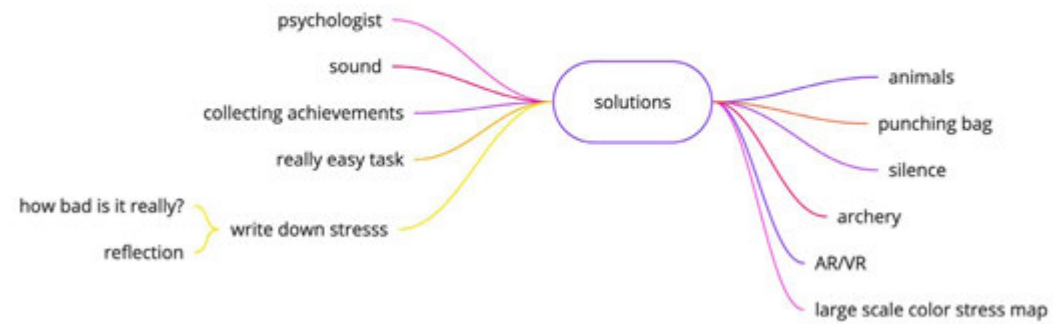 psychologist
sound
collecting achievements
really easy task
how bad is it really?
reflection
write down stresss
solutions
animals
punching bag
silence
archery
AR/VR
large scale color stress map